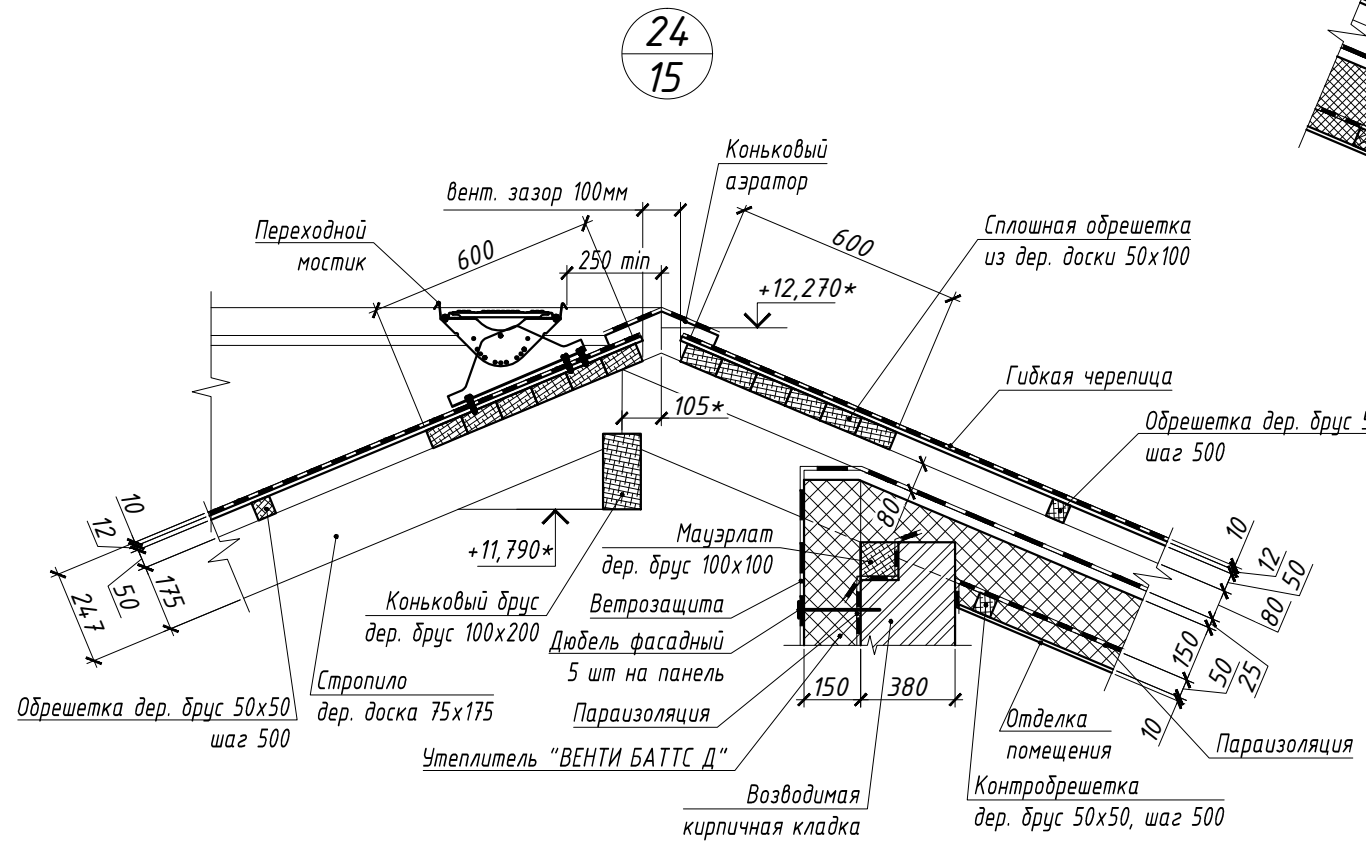 24
15
Коньковый
аэратор
вент. зазор 100мм
Переходной
мостик
600
250 min
600
Сплошная обрешетка
из дер. доски 50х100
+12,270*
Гибкая черепица
105*
Обрешетка дер. брус
шаг 500
10
12
50
175
247
+11,790*
80
Мауэрлат
дер. брус 100х100
Коньковый брус
дер. брус 100х200
Ветрозащита
Дюбель фасадный
5 шт на панель
10
12
50
80
150
50
25
10
150
380
Стропило
дер. доска 75х175
Обрешетка дер. брус 50х50
шаг 500
Параизоляция
Отделка
помещения
Параизоляция
Утеплитель "ВЕНТИ БАТТС Д"
Возводимая
кирпичная кладка
Контробрешетка
дер. брус 50х50, шаг 500